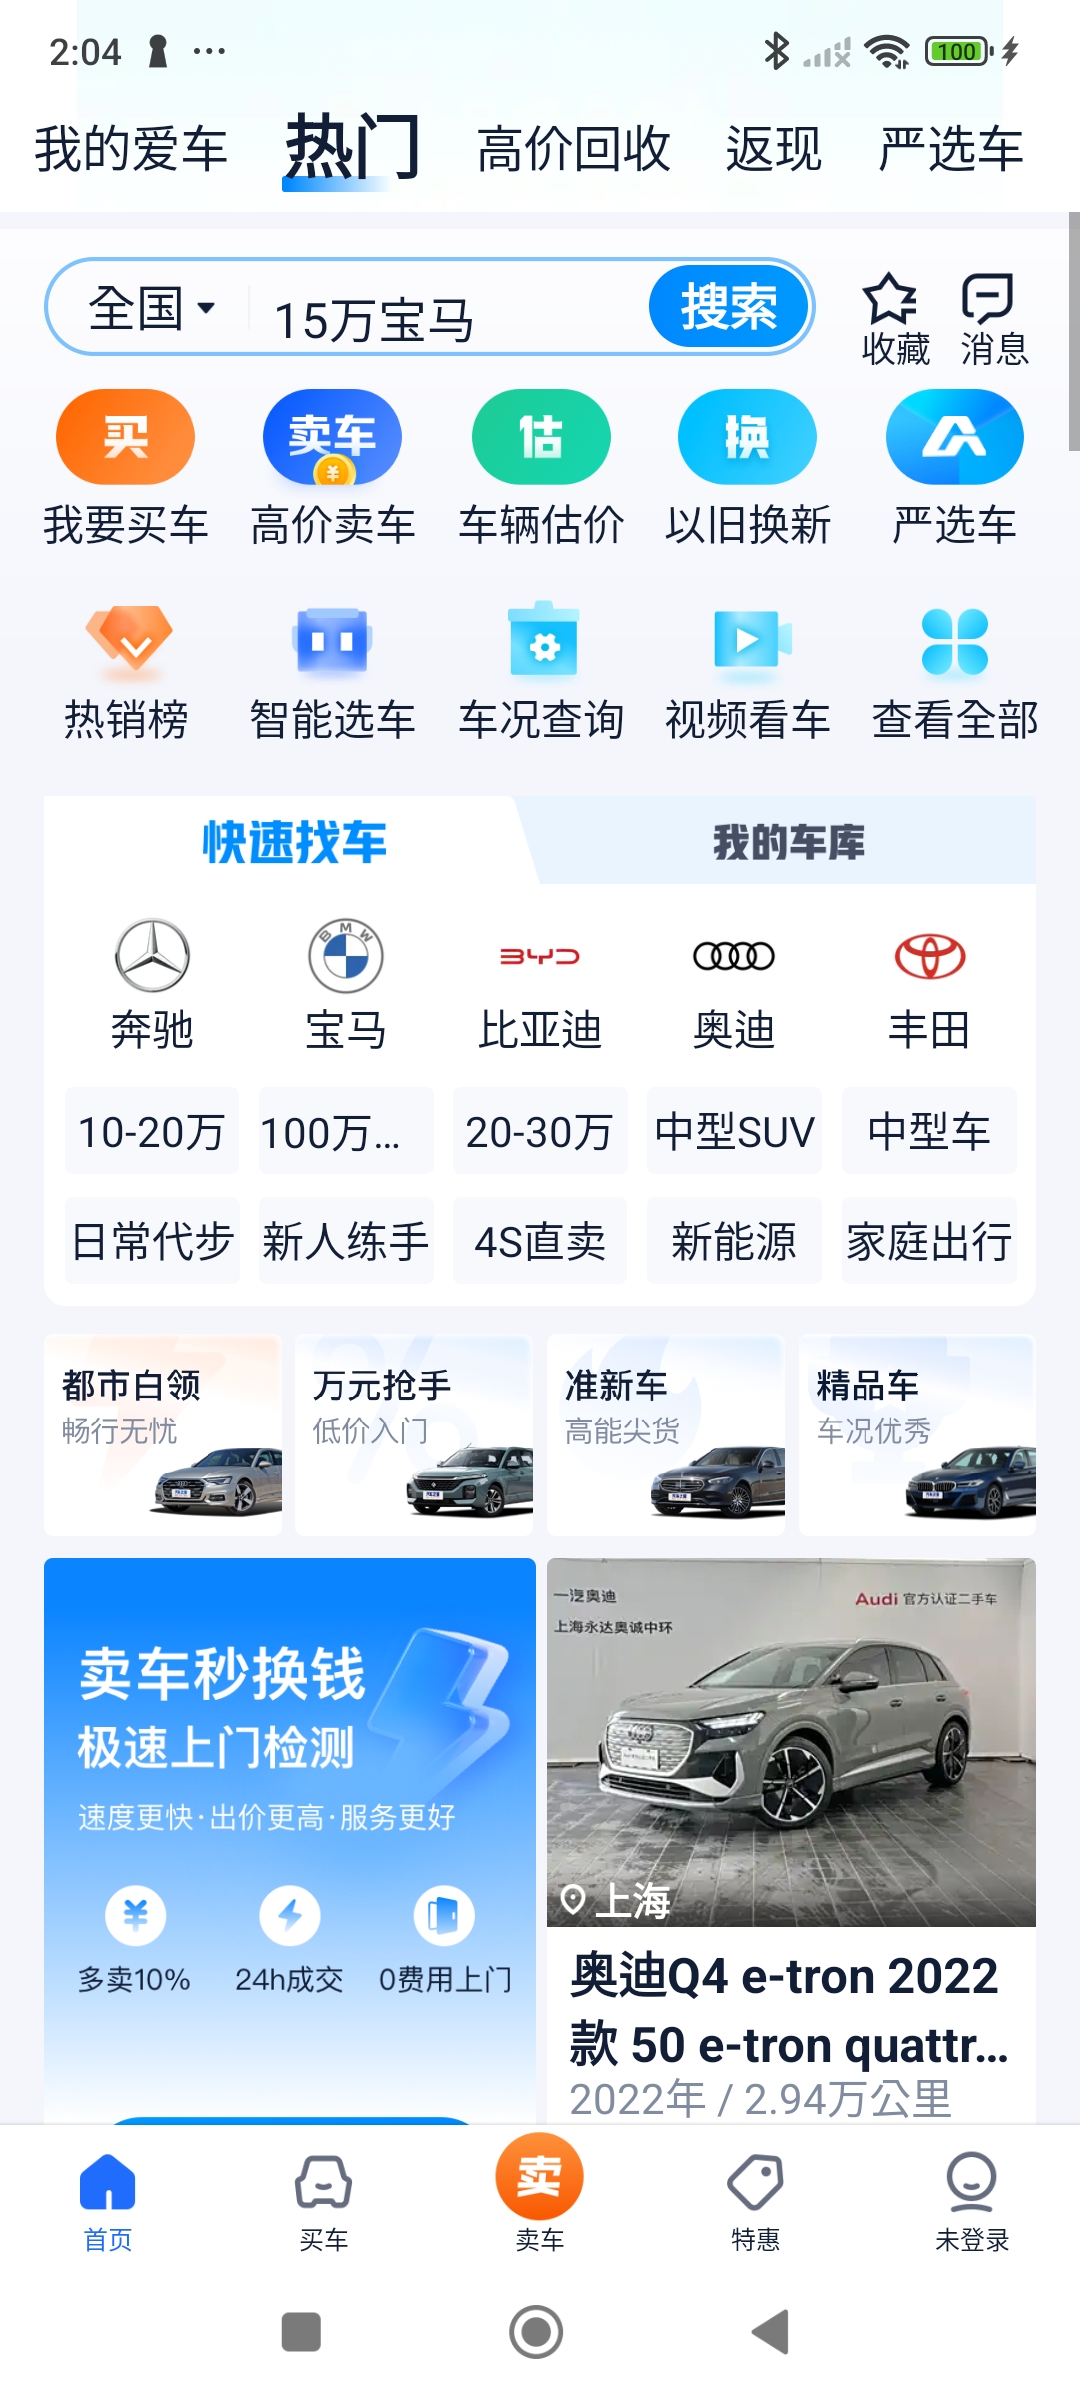 2:04
100
我的爱车 热门 高价回收 返现 严选车
全国 15万宝马 搜索
收藏 消息
买 卖车 估 换
我要买车 高价卖车 车辆估价 以旧换新 严选车
热销榜 智能选车 车况查询 视频看车 查看全部
快速找车 我的车库
BMW BYD
奔驰 宝马 比亚迪 奥迪 丰田
10-20万 100万... 20-30万 中型SUV 中型车
日常代步 新人练手 4S直卖 新能源 家庭出行
都市白领 万元抢手 准新车 精品车
畅行无忧 低价入门 高能尖货 车况优秀
卖车秒换钱
极速上门检测
速度更快·出价更高·服务更好
多卖10% 24h成交 0费用上门
一汽奥迪
Audi 官方认证二手车
上海永达奥诚中环
上海
奥迪Q4 e-tron 2022
款 50 e-tron quattr...
2022年 / 2.94万公里
卖
首页 买车 卖车 特惠 未登录